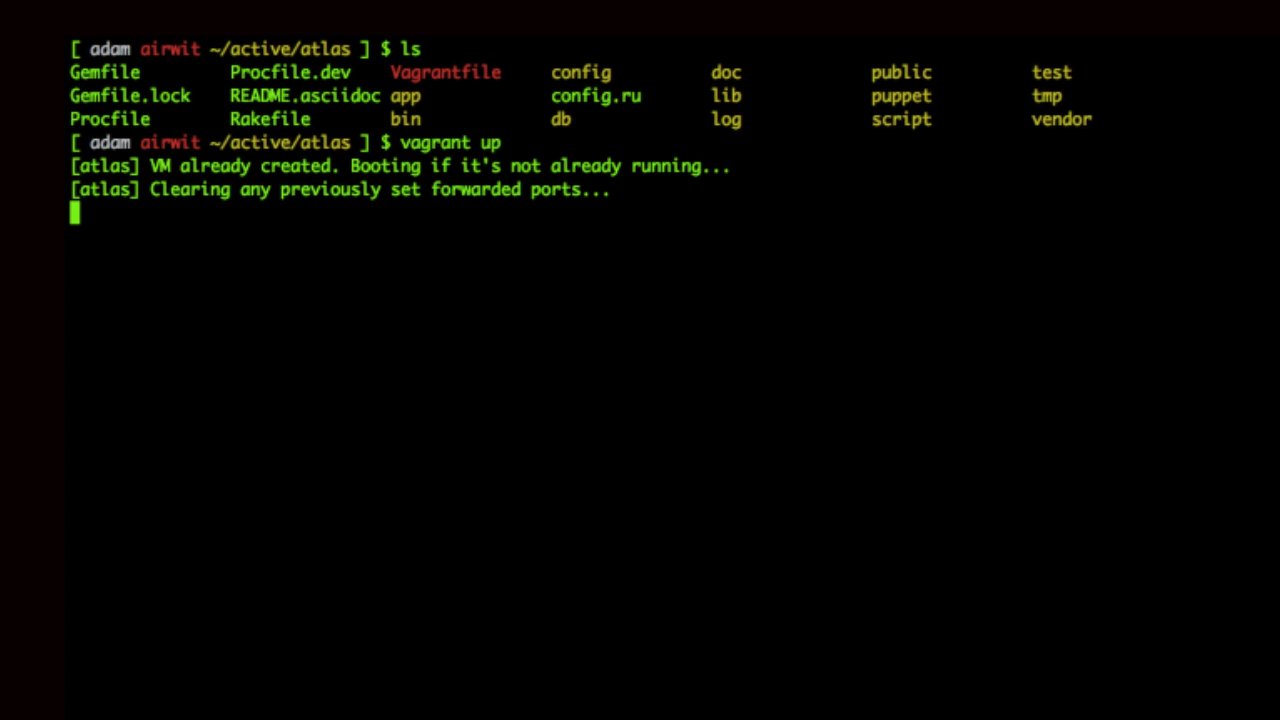 [ adam airwit ~/active/atlas ] $ ls
Gemfile Procfile.dev Vagrantfile config doc public test
Gemfile.lock README.asciidoc app config.ru lib puppet tmp
Procfile Rakefile bin db log script vendor
[ adam airwit ~/active/atlas ] $ vagrant up
[atlas] VM already created. Booting if it's not already running...
[atlas] Clearing any previously set forwarded ports...